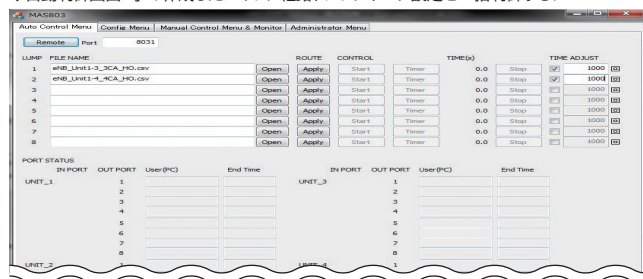 MAS803
Auto Control Menu Config Menu Manual Control Menu & Monitor Administrator Menu
Remote Port 8031
LUMP FILE NAME ROUTE CONTROL TIME(s) TIME ADJUST
1 eNB_Unit1-3_3CA_HO.csv Open Apply Start Timer 0.0 Stop 1000
2 eNB_Unit1-4_4CA_HO.csv Open Apply Start Timer 0.0 Stop 1000
3 Open Apply Start Timer 0.0 Stop 1000
4 Open Apply Start Timer 0.0 Stop 1000
5 Open Apply Start Timer 0.0 Stop 1000
6 Open Apply Start Timer 0.0 Stop 1000
7 Open Apply Start Timer 0.0 Stop 1000
8 Open Apply Start Timer 0.0 Stop 1000
PORT STATUS
IN PORT OUT PORT User(PC) End Time IN PORT OUT PORT User(PC) End Time
UNIT_1 1 UNIT_3 1
2 2
3 3
4 4
5 5
6 6
7 7
8 8
UNIT_2 1 UNIT_4 1